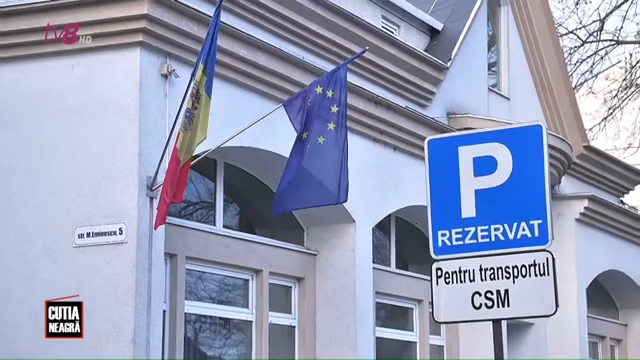 tv8 HD
str. M.Eminescu, 5
P
REZERVAT
Pentru transportul
CSM
CUTIA
NEAGRĂ